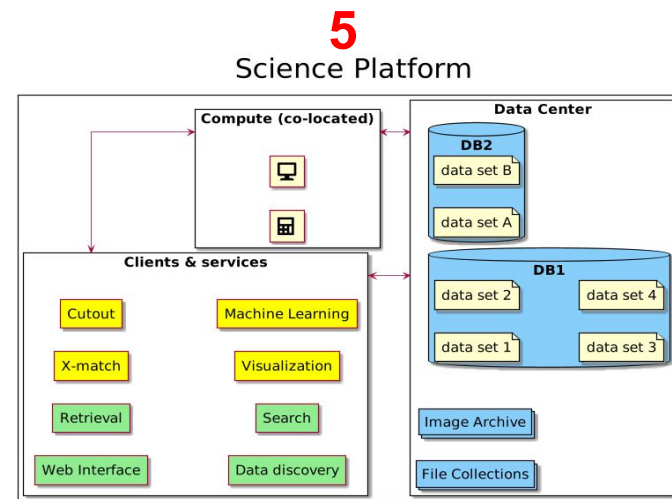 5
Science Platform
Compute (co-located)
Data Center
DB2
data set B
data set A
Clients & services
Cutout
Machine Learning
X-match
Visualization
Retrieval
Search
Web Interface
Data discovery
DB1
data set 2
data set 4
data set 1
data set 3
Image Archive
File Collections